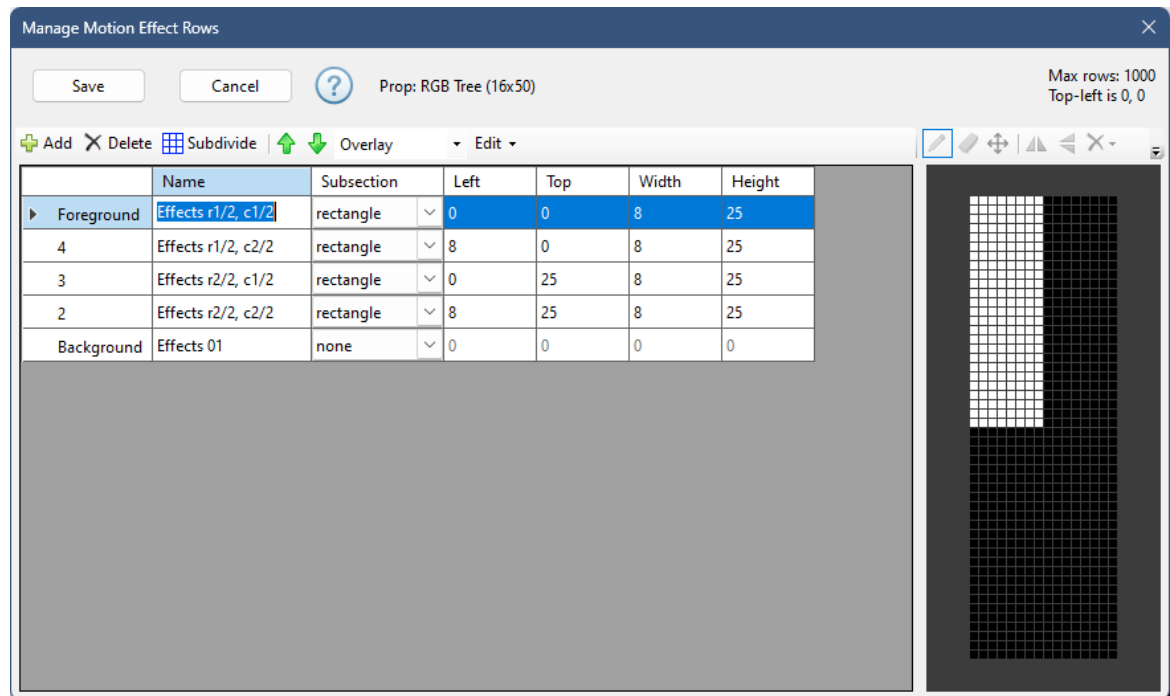 Manage Motion Effect Rows
Save Cancel ? Prop: RGB Tree (16x50) Max rows: 1000
Top-left is 0, 0
Add Delete Subdivide Overlay Edit
Name Subsection Left Top Width Height
Foreground Effects r1/2, c1/2 rectangle 0 0 8 25
4 Effects r1/2, c2/2 rectangle 8 0 8 25
3 Effects r2/2, c1/2 rectangle 0 25 8 25
2 Effects r2/2, c2/2 rectangle 8 25 8 25
Background Effects 01 none 0 0 0 0